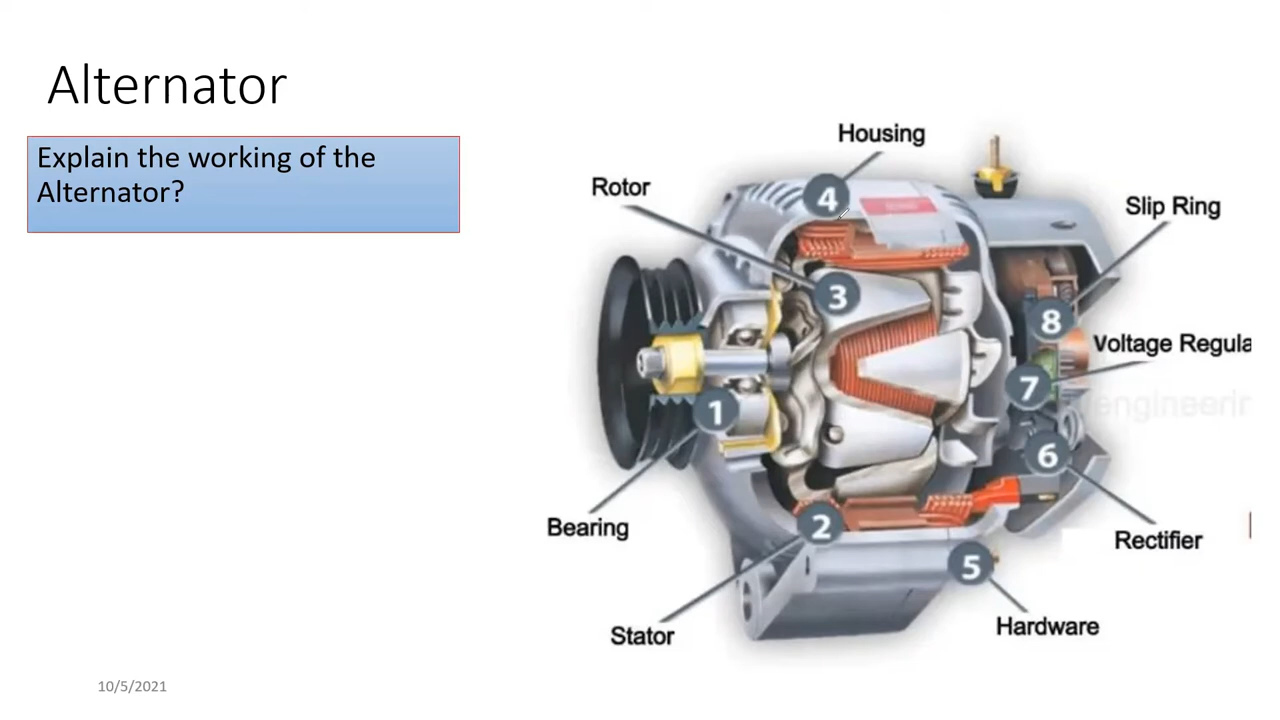 Alternator
Explain the working of the
Alternator?
Housing
Rotor
Slip Ring
4
3
8
Voltage Regula
7
engineerin
1
6
Bearing
2
Rectifier
5
Stator
Hardware
10/5/2021